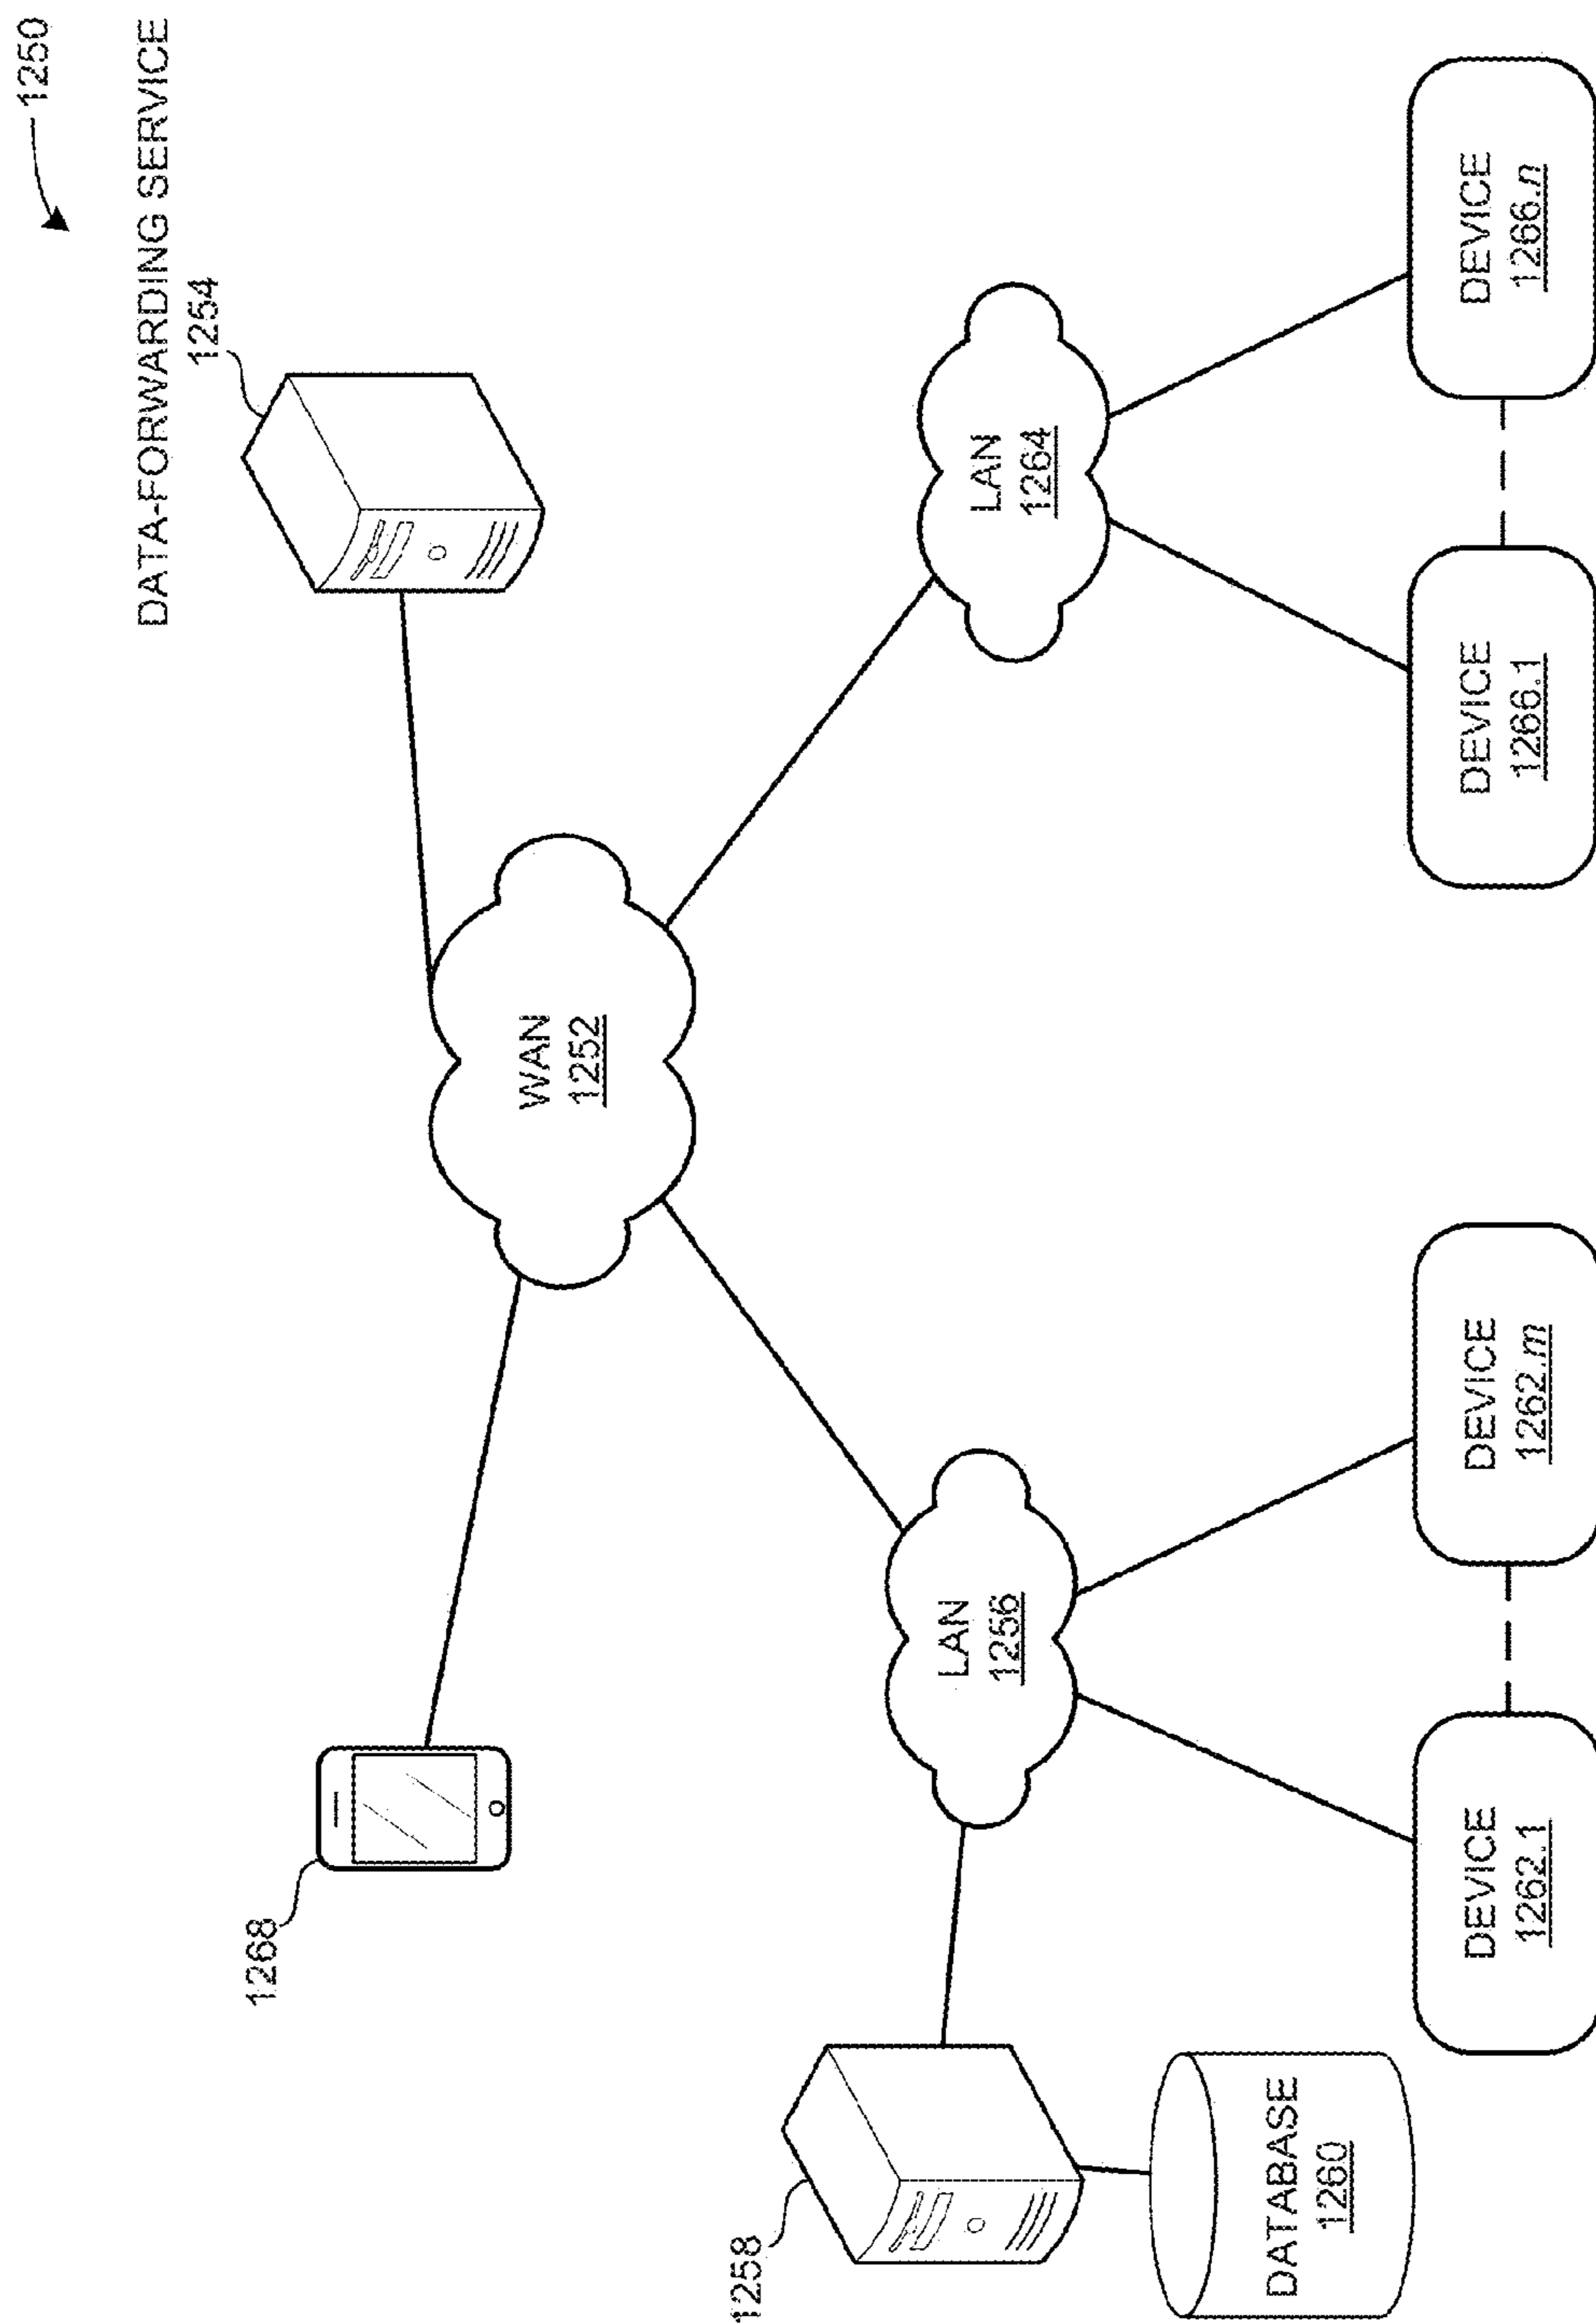 1250
DATA-FORWARDING SERVICE
1254
1268
WAN
1252
1258
LAN
1256
LAN
1264
DATABASE
1260
DEVICE
1262.1
DEVICE
1262.m
DEVICE
1266.1
DEVICE
1266.n